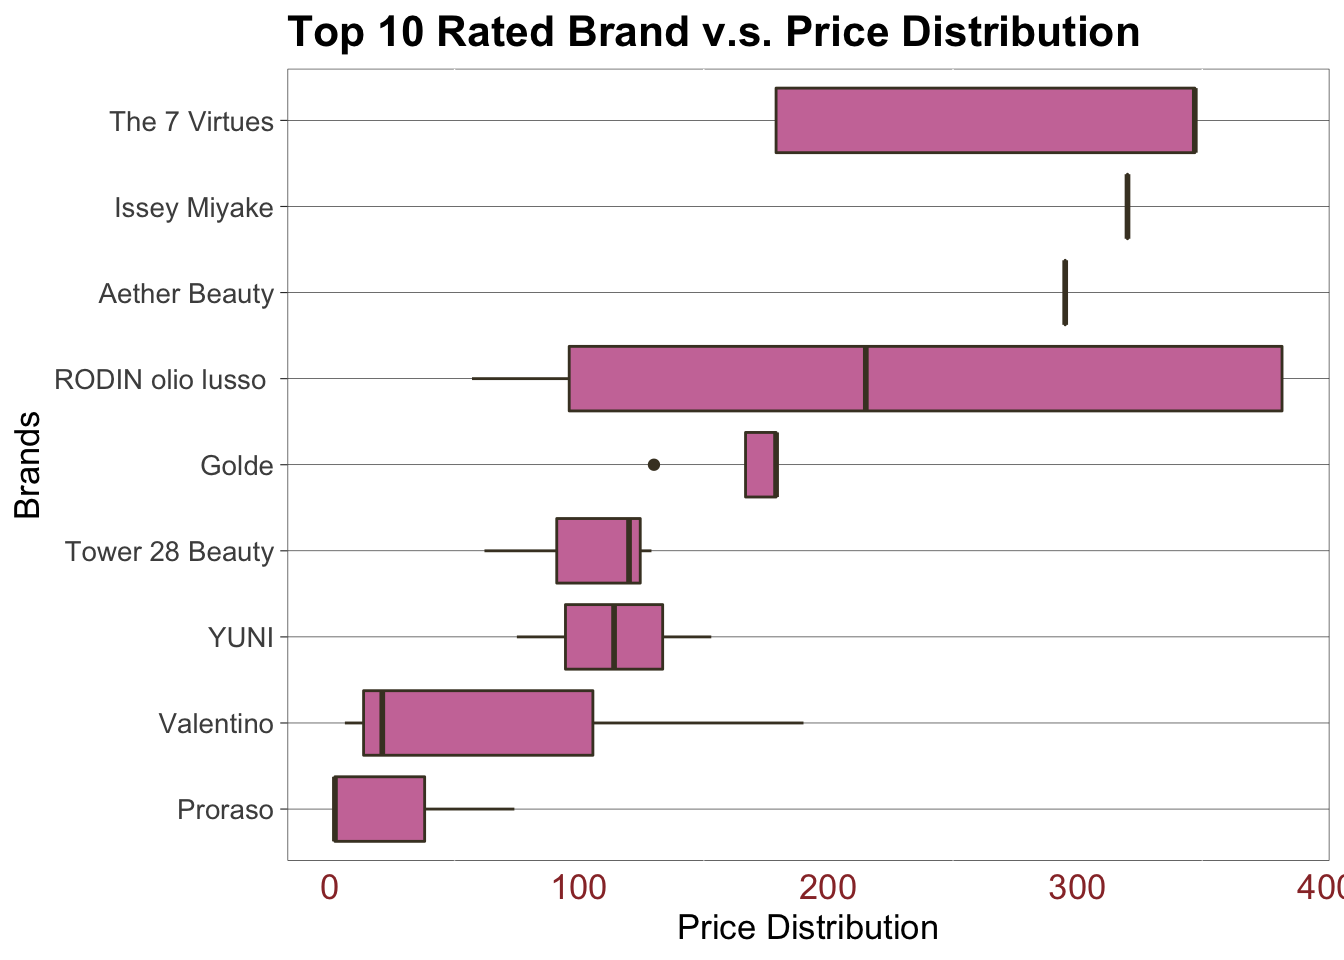 Top 10 Rated Brand v.s. Price Distribution
The 7 Virtues
Issey Miyake
Aether Beauty
RODIN olio lusso
Golde
Tower 28 Beauty
YUNI
Valentino
Proraso
Brands
0 100 200 300 400
Price Distribution